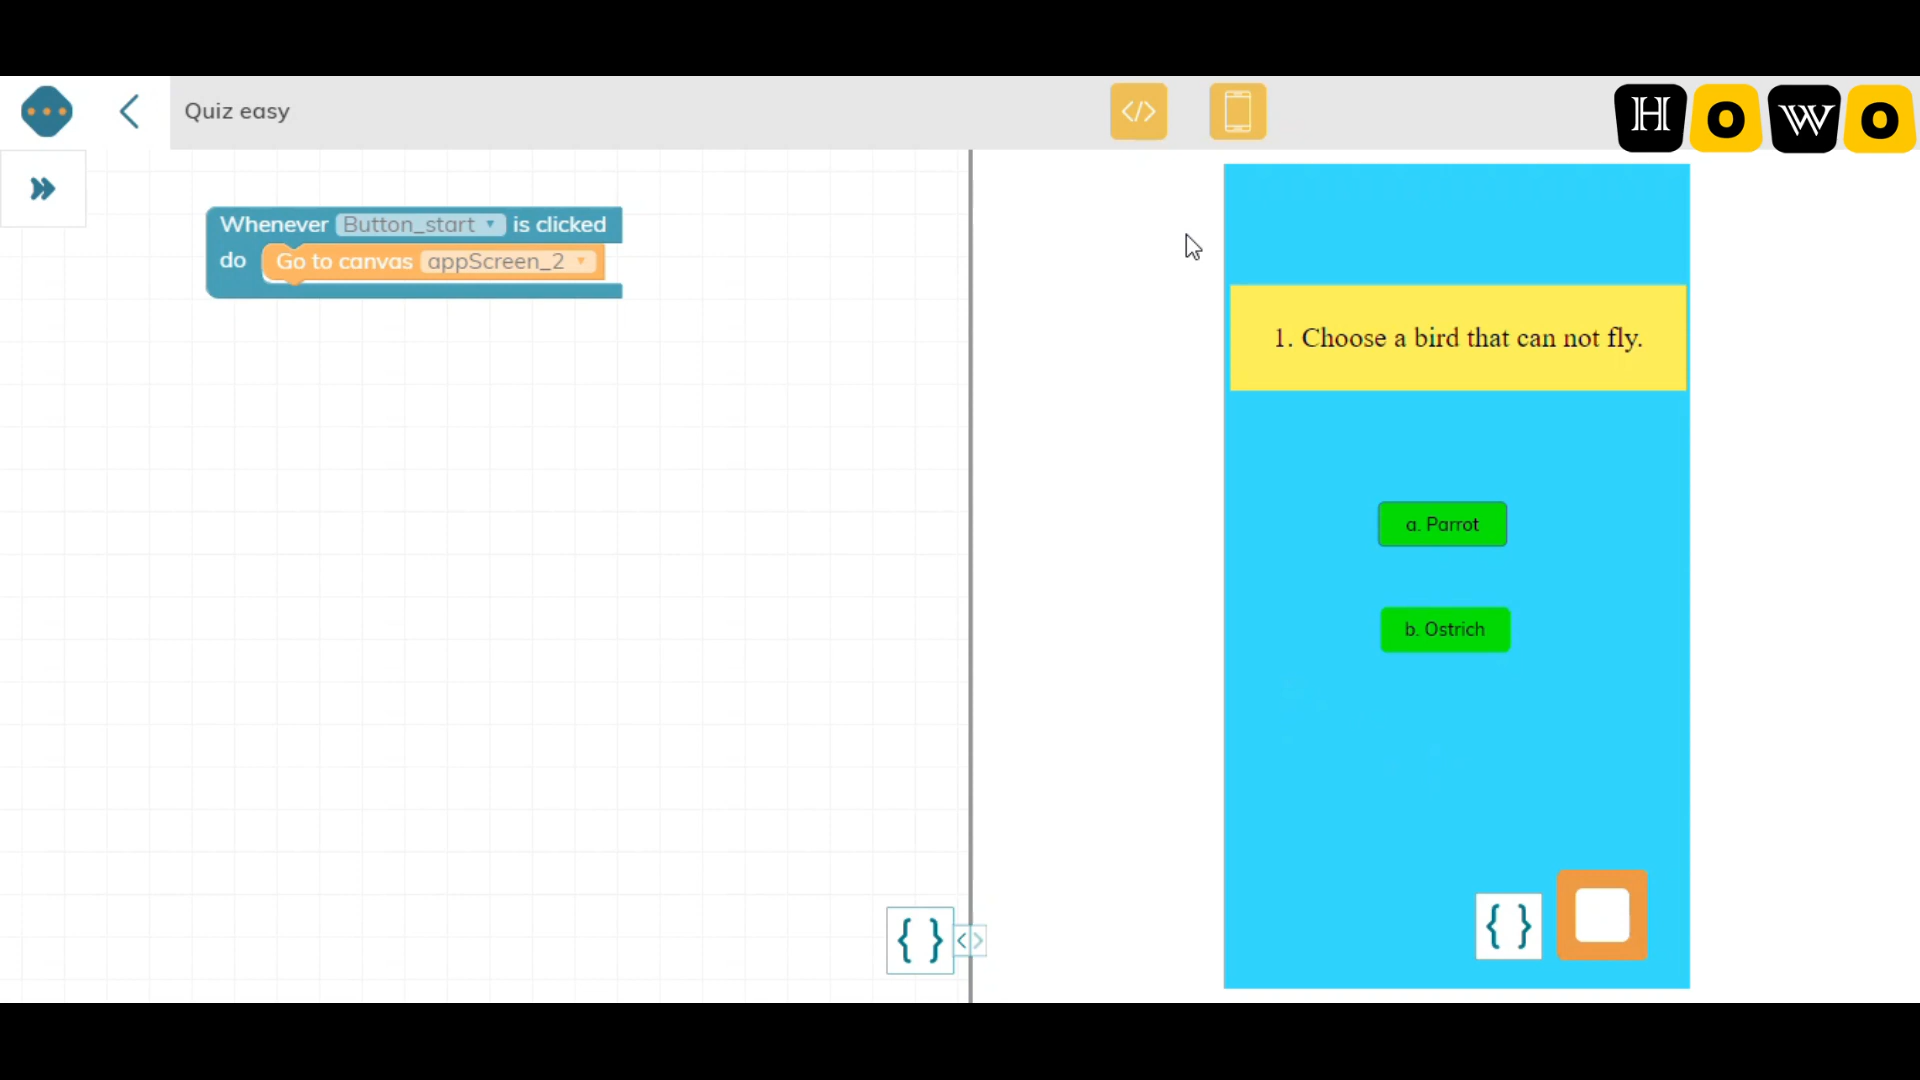 Quiz easy
</>
H O W O
Whenever Button_start is clicked
do Go to canvas appScreen_2
1. Choose a bird that can not fly.
a. Parrot
b. Ostrich
{ }
< >
{ }